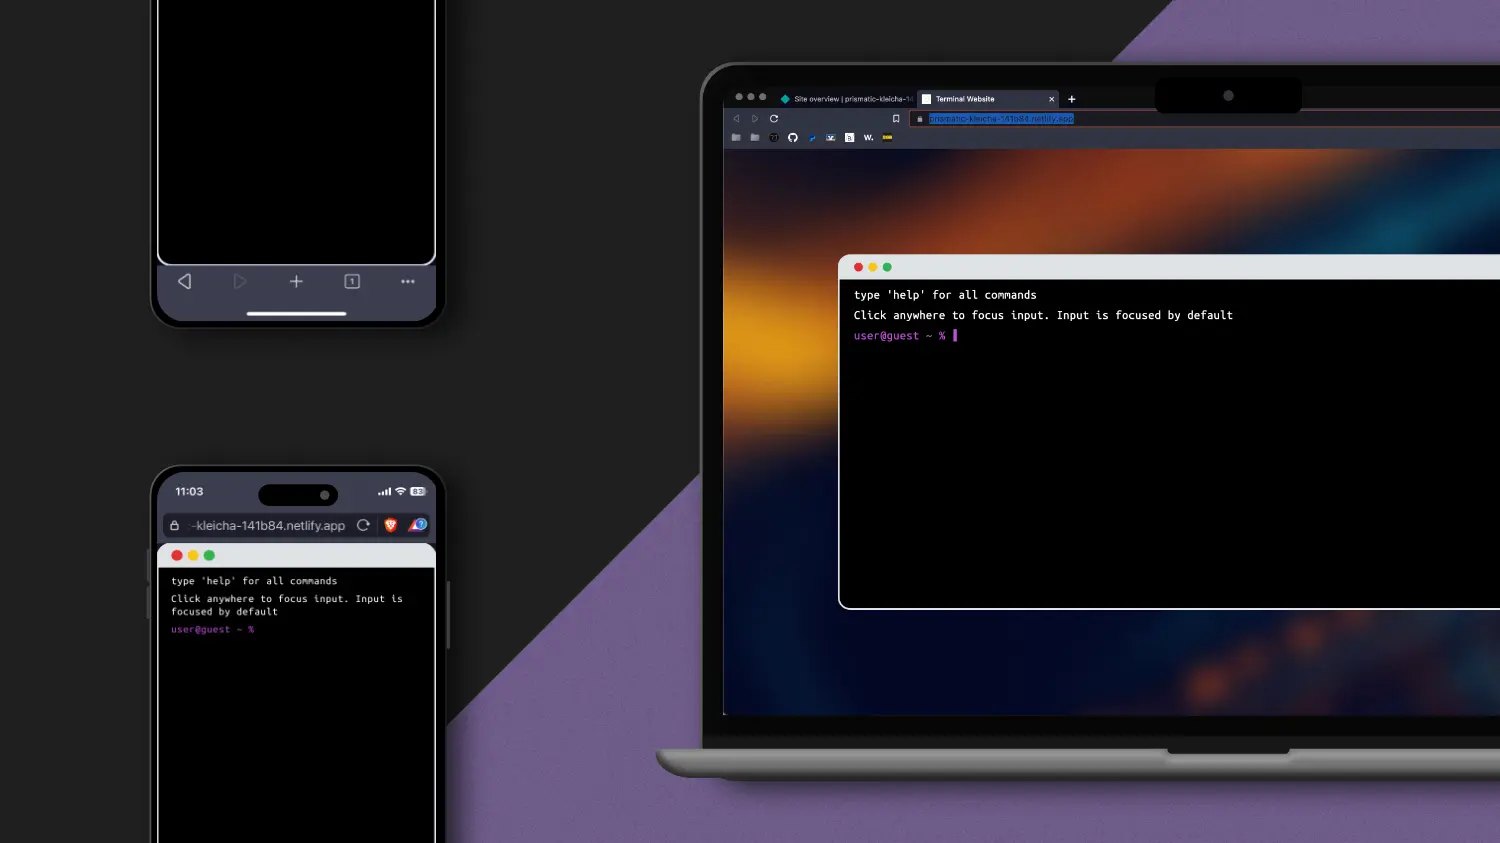 1
Site overview | prismatic-kleicha-14
Terminal Website
prismatic-kleicha-141b84.netlify.app
W.
type 'help' for all commands
Click anywhere to focus input. Input is focused by default
user@guest ~ %
11:03
83
-kleicha-141b84.netlify.app
type 'help' for all commands
Click anywhere to focus input. Input is
focused by default
user@guest ~ %